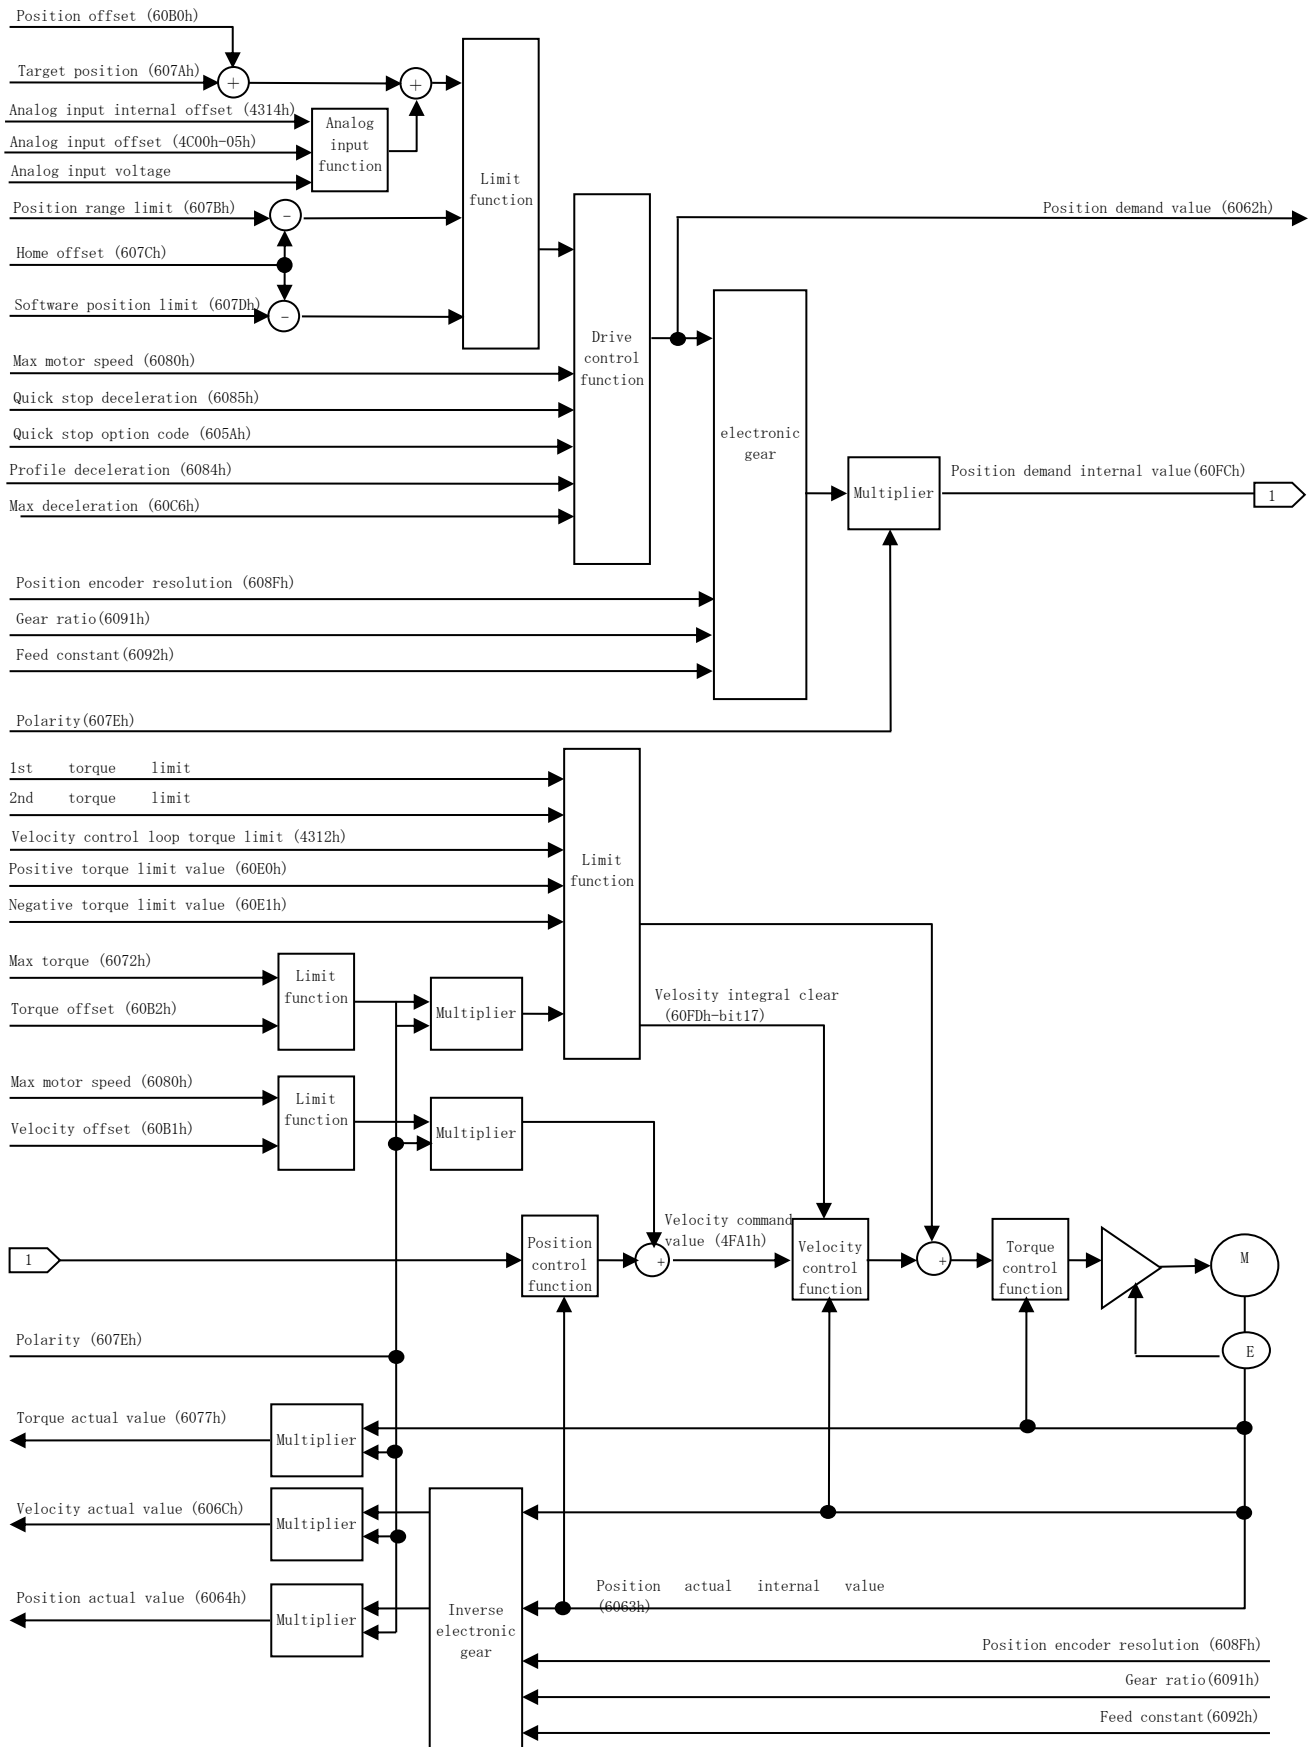 Position offset (60B0h)
Target position (607Ah)
+
+
Analog input internal offset (4314h)
Analog input offset (4C00h-05h)
Analog input voltage
Analog
input
function
Position range limit (607Bh)
-
Home offset (607Ch)
Software position limit (607Dh)
-
Limit
function
Position demand value (6062h)
Max motor speed (6080h)
Quick stop deceleration (6085h)
Quick stop option code (605Ah)
Profile deceleration (6084h)
Max deceleration (60C6h)
Drive
control
function
electronic
gear
Multiplier
Position demand internal value(60FCh)
1
Position encoder resolution (608Fh)
Gear ratio(6091h)
Feed constant(6092h)
Polarity(607Eh)
1st torque limit
2nd torque limit
Velocity control loop torque limit (4312h)
Positive torque limit value (60E0h)
Negative torque limit value (60E1h)
Limit
function
Max torque (6072h)
Torque offset (60B2h)
Limit
function
Multiplier
Velosity integral clear
(60FDh-bit17)
Max motor speed (6080h)
Velocity offset (60B1h)
Limit
function
Multiplier
1
Position
control
function
+
Velocity command
value (4FA1h)
Velocity
control
function
+
Torque
control
function
M
E
Polarity (607Eh)
Torque actual value (6077h)
Multiplier
Velocity actual value (606Ch)
Multiplier
Position actual value (6064h)
Multiplier
Inverse
electronic
gear
Position actual internal value
(6063h)
Position encoder resolution (608Fh)
Gear ratio(6091h)
Feed constant(6092h)